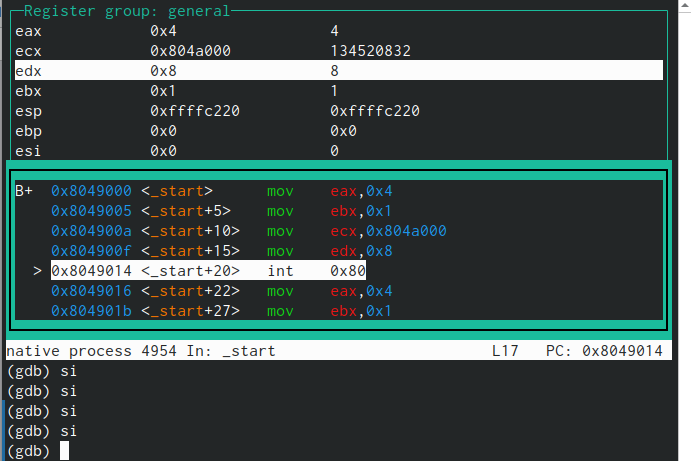 Register group: general
eax 0x4 4
ecx 0x804a000 134520832
edx 0x8 8
ebx 0x1 1
esp 0xffffc220 0xffffc220
ebp 0x0 0x0
esi 0x0 0
B+ 0x8049000 <_start> mov eax,0x4
0x8049005 <_start+5> mov ebx,0x1
0x804900a <_start+10> mov ecx,0x804a000
0x804900f <_start+15> mov edx,0x8
> 0x8049014 <_start+20> int 0x80
0x8049016 <_start+22> mov eax,0x4
0x804901b <_start+27> mov ebx,0x1
native process 4954 In: _start L17 PC: 0x8049014
(gdb) si
(gdb) si
(gdb) si
(gdb) si
(gdb)